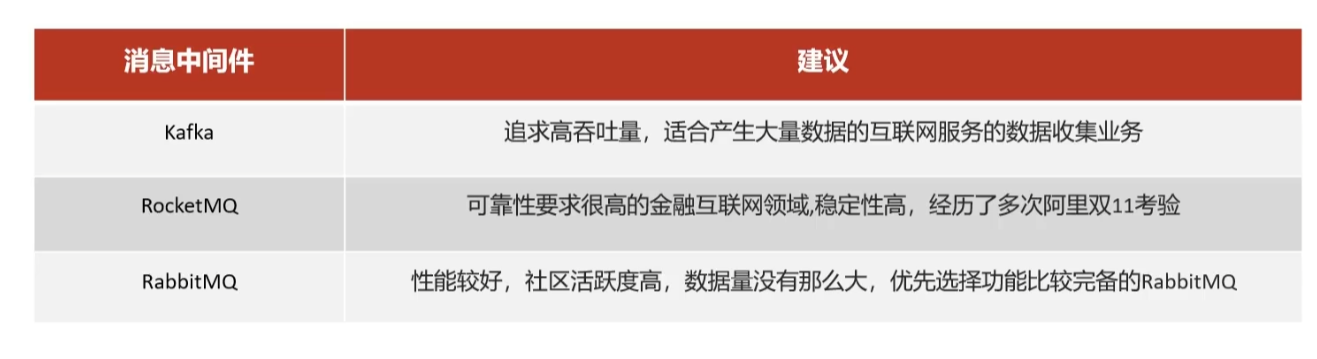 消息中间件 建议
Kafka 追求高吞吐量，适合产生大量数据的互联网服务的数据收集业务
RocketMQ 可靠性要求很高的金融互联网领域,稳定性高，经历了多次阿里双11考验
RabbitMQ 性能较好，社区活跃度高，数据量没有那么大，优先选择功能比较完备的RabbitMQ